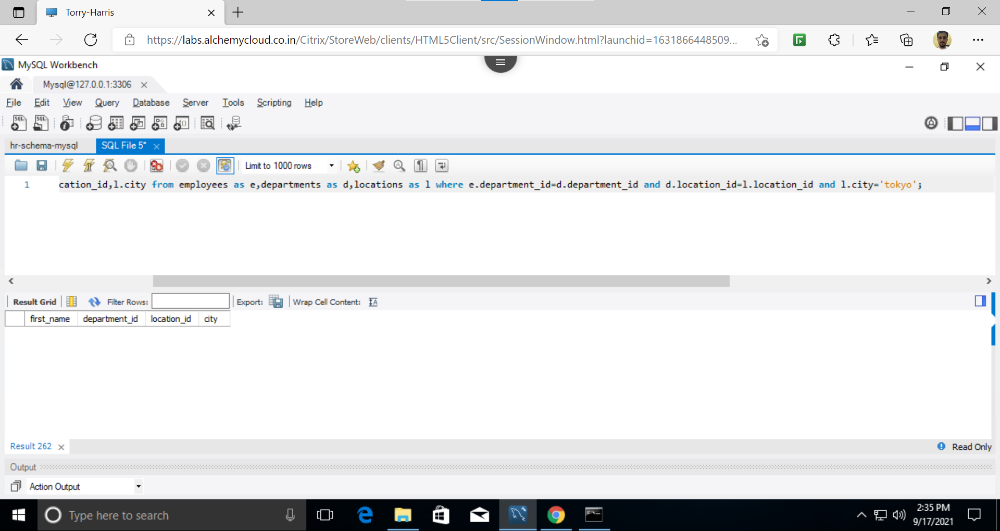 Torry-Harris
https://labs.alchemycloud.co.in/Citrix/StoreWeb/clients/HTML5Client/src/SessionWindow.html?launchid=1631866448509...
MySQL Workbench
Mysql@127.0.0.1:3306
File Edit View Query Database Server Tools Scripting Help
hr-schema-mysql SQL File 5*
Limit to 1000 rows
1 cation_id,l.city from employees as e,departments as d,locations as l where e.department_id=d.department_id and d.location_id=l.location_id and l.city='tokyo';
Result Grid Filter Rows: Export: Wrap Cell Content:
first_name department_id location_id city
Result 262 Read Only
Output
Action Output
Type here to search
2:35 PM
9/17/2021